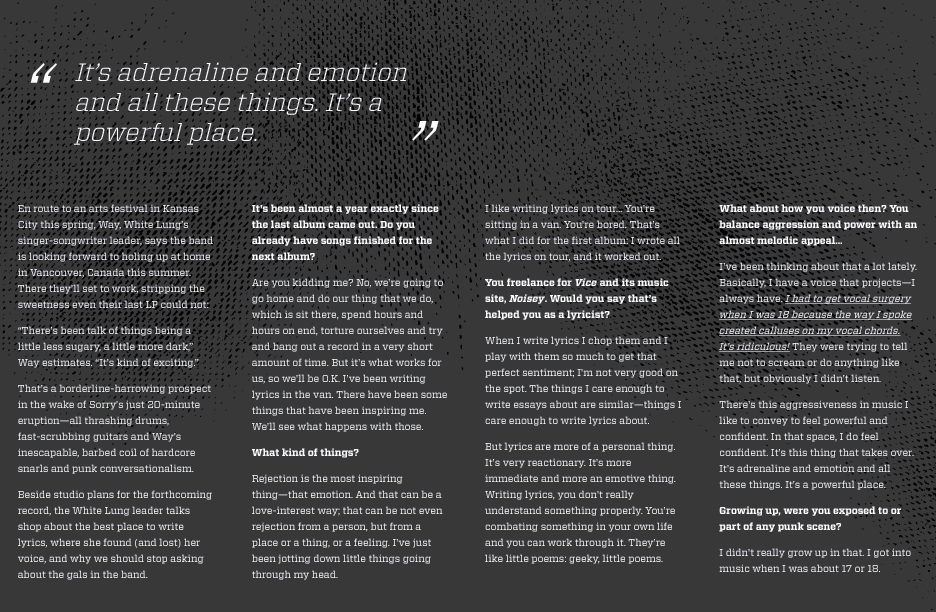 “ It’s adrenaline and emotion
and all these things. It’s a
powerful place. ”
En route to an arts festival in Kansas
City this spring, Way, White Lung’s
singer-songwriter leader, says the band
is looking forward to holing up at home
in Vancouver, Canada this summer.
There they’ll set to work, stripping the
sweetness even their last LP could not:
“There’s been talk of things being a
little less sugary, a little more dark,”
Way estimates. “It’s kind of exciting.”
That’s a borderline-harrowing prospect
in the wake of Sorry’s just 20-minute
eruption—all thrashing drums,
fast-scrubbing guitars and Way’s
inescapable, barbed coil of hardcore
snarls and punk conversationalism.
Beside studio plans for the forthcoming
record, the White Lung leader talks
shop about the best place to write
lyrics, where she found (and lost) her
voice, and why we should stop asking
about the gals in the band.
It’s been almost a year exactly since
the last album came out. Do you
already have songs finished for the
next album?
Are you kidding me? No, we’re going to
go home and do our thing that we do,
which is sit there, spend hours and
hours on end, torture ourselves and try
and bang out a record in a very short
amount of time. But it’s what works for
us, so we’ll be O.K. I’ve been writing
lyrics in the van. There have been some
things that have been inspiring me.
We’ll see what happens with those.
What kind of things?
Rejection is the most inspiring
thing—that emotion. And that can be a
love-interest way; that can be not even
rejection from a person, but from a
place or a thing, or a feeling. I’ve just
been jotting down little things going
through my head.
I like writing lyrics on tour… You’re
sitting in a van. You’re bored. That’s
what I did for the first album: I wrote all
the lyrics on tour, and it worked out.
You freelance for Vice and its music
site, Noisey. Would you say that’s
helped you as a lyricist?
When I write lyrics I chop them and I
play with them so much to get that
perfect sentiment; I’m not very good on
the spot. The things I care enough to
write essays about are similar—things I
care enough to write lyrics about.
But lyrics are more of a personal thing.
It’s very reactionary. It’s more
immediate and more an emotive thing.
Writing lyrics, you don’t really
understand something properly. You’re
combating something in your own life
and you can work through it. They’re
like little poems: geeky, little poems.
What about how you voice then? You
balance aggression and power with an
almost melodic appeal…
I’ve been thinking about that a lot lately.
Basically, I have a voice that projects—I
always have. I had to get vocal surgery
when I was 18 because the way I spoke
created calluses on my vocal chords.
It’s ridiculous! They were trying to tell
me not to scream or do anything like
that, but obviously I didn’t listen.
There’s this aggressiveness in music I
like to convey to feel powerful and
confident. In that space, I do feel
confident. It’s this thing that takes over.
It’s adrenaline and emotion and all
these things. It’s a powerful place.
Growing up, were you exposed to or
part of any punk scene?
I didn’t really grow up in that. I got into
music when I was about 17 or 18.